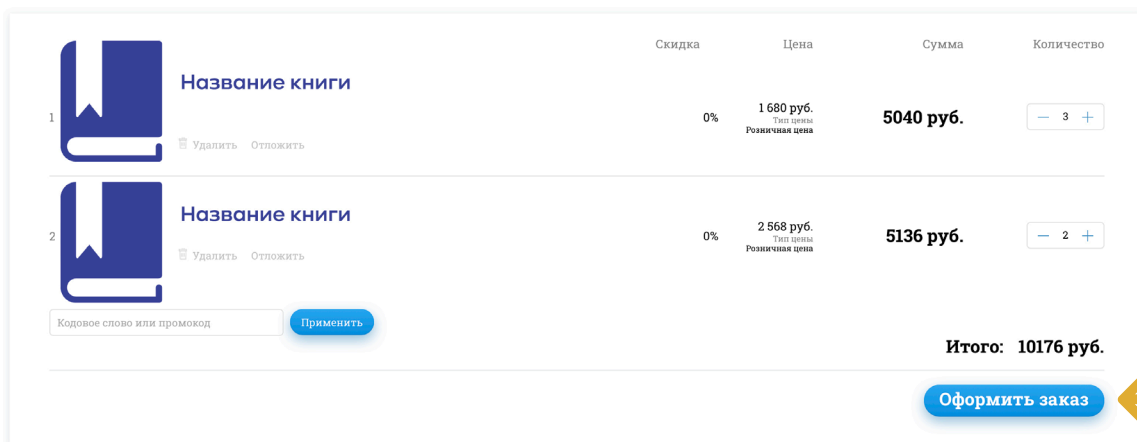 Скидка Цена Сумма Количество
Название книги
1 0% 1 680 руб. 5040 руб. — 3 +
Тип цены
Розничная цена
Удалить Отложить
Название книги
2 0% 2 568 руб. 5136 руб. — 2 +
Тип цены
Розничная цена
Удалить Отложить
Кодовое слово или промокод Применить
Итого: 10176 руб.
Оформить заказ